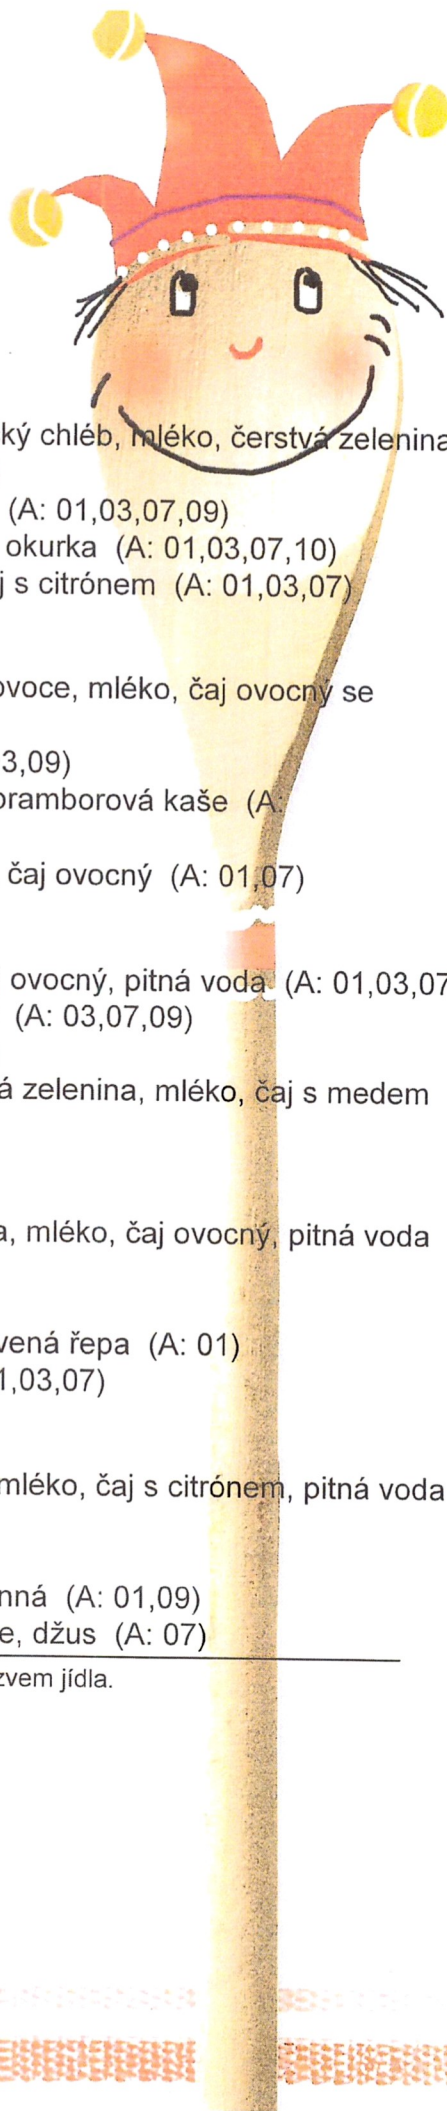 ký chléb, mléko, čerstvá zelenina
(A: 01,03,07,09)
okurka (A: 01,03,07,10)
j s citrónem (A: 01,03,07)
ovoce, mléko, čaj ovocný se
3,09)
bramborová kaše (A:
čaj ovocný (A: 01,07)
ovocný, pitná voda (A: 01,03,07
(A: 03,07,09)
á zelenina, mléko, čaj s medem
a, mléko, čaj ovocný, pitná voda
vená řepa (A: 01)
1,03,07)
mléko, čaj s citrónem, pitná voda
nná (A: 01,09)
e, džus (A: 07)
zvem jídla.